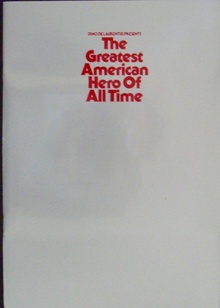 DINO DE LAURENTIIS PRESENTS
The
Greatest
American
Hero Of
All Time